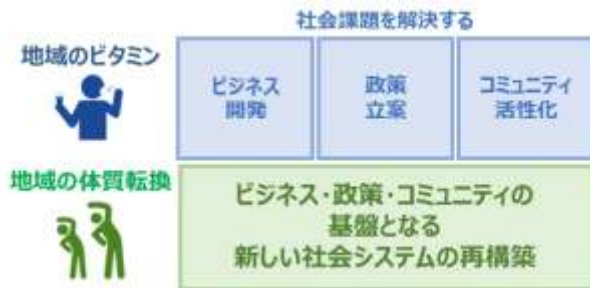 社会課題を解決する
地域のビタミン
ビジネス
開発
政策
立案
コミュニティ
活性化
地域の体質転換
ビジネス・政策・コミュニティの
基盤となる
新しい社会システムの再構築